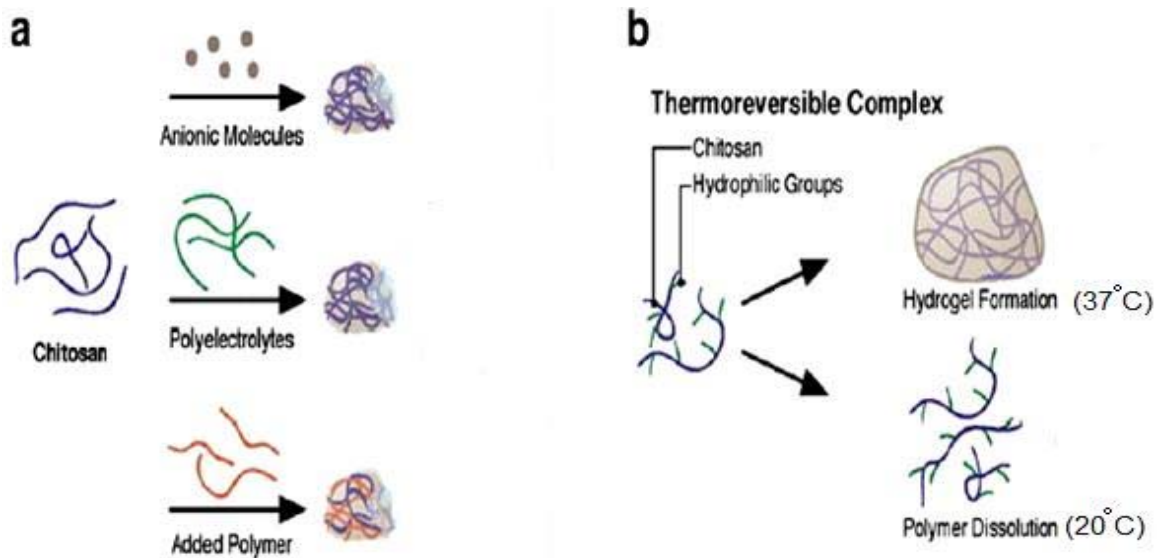 a
Anionic Molecules
Chitosan
Polyelectrolytes
Added Polymer
b
Thermoreversible Complex
Chitosan
Hydrophilic Groups
Hydrogel Formation (37°C)
Polymer Dissolution (20°C)